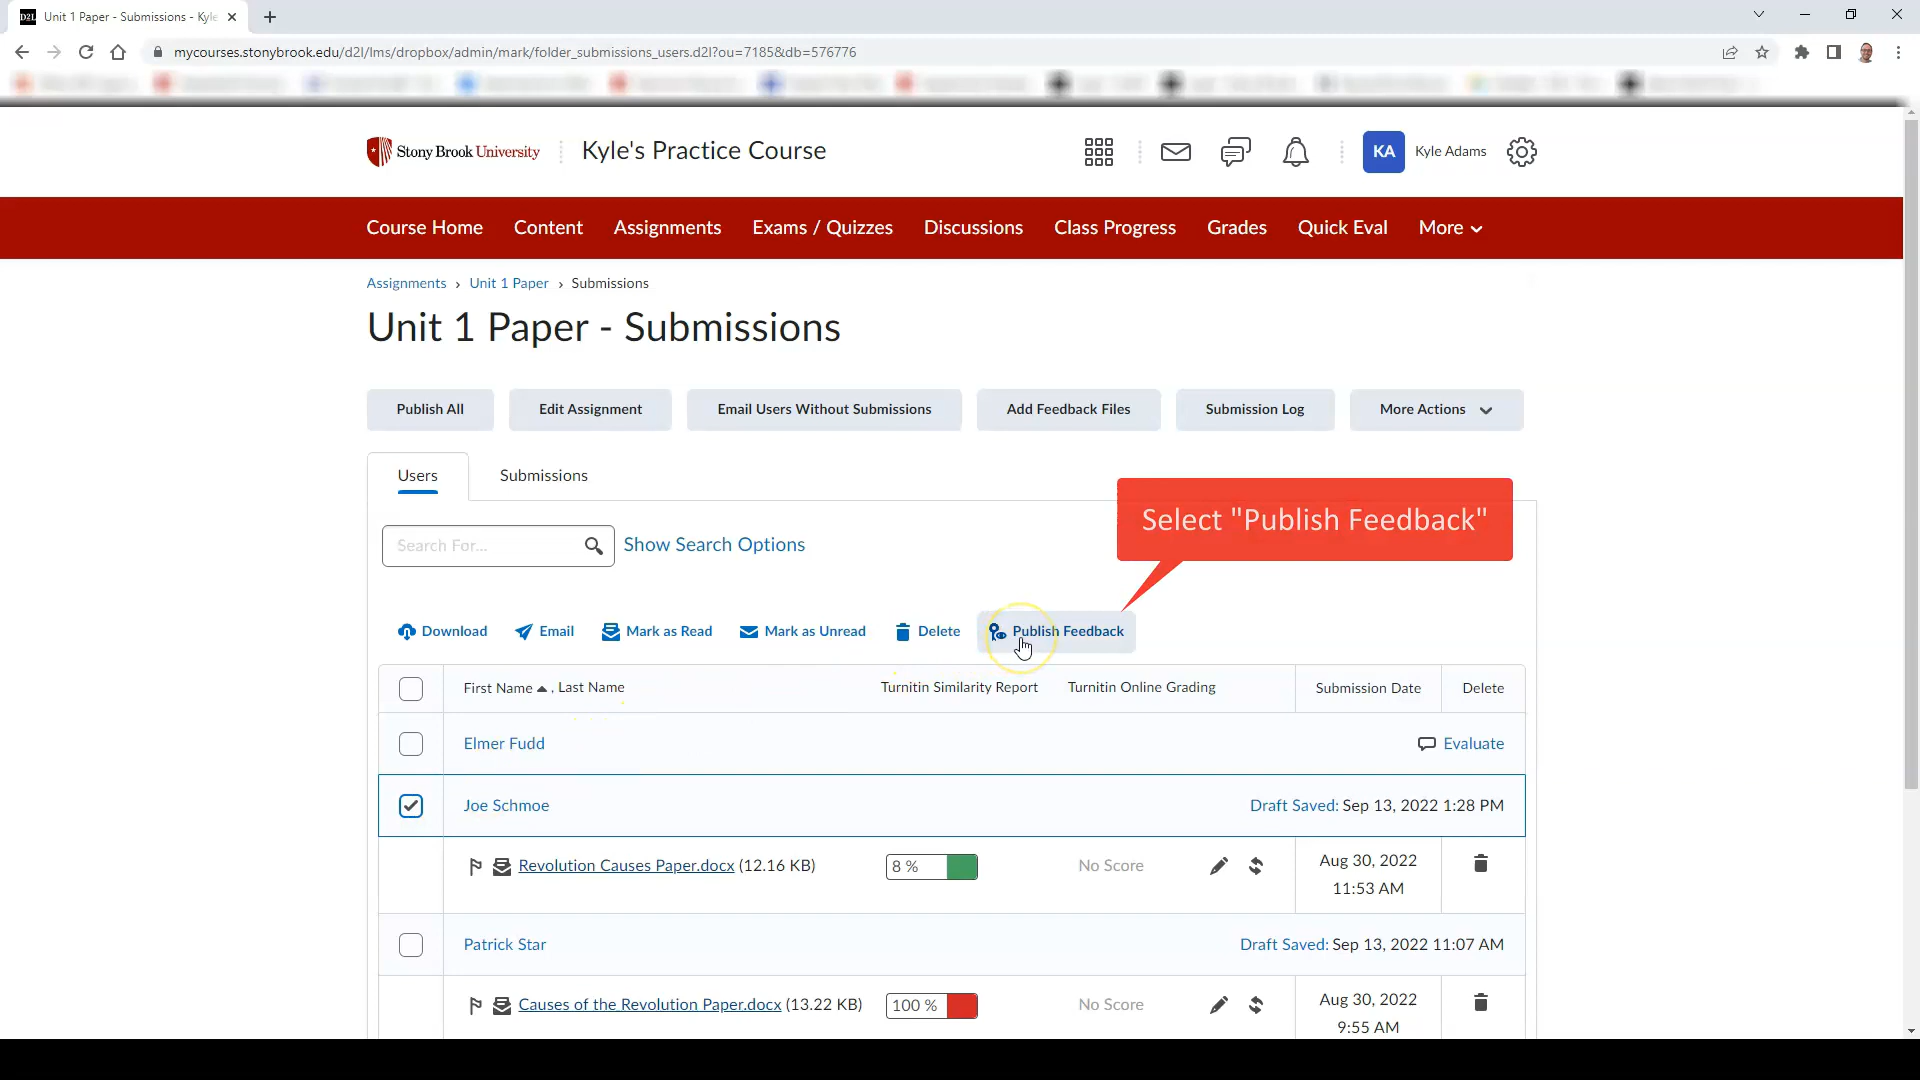 D2L Unit 1 Paper - Submissions - Kyle
mycourses.stonybrook.edu/d2l/lms/dropbox/admin/mark/folder_submissions_users.d2l?ou=7185&db=576776
Stony Brook University
Kyle's Practice Course
KA
Kyle Adams
Course Home
Content
Assignments
Exams / Quizzes
Discussions
Class Progress
Grades
Quick Eval
More
Assignments › Unit 1 Paper › Submissions
Unit 1 Paper - Submissions
Publish All
Edit Assignment
Email Users Without Submissions
Add Feedback Files
Submission Log
More Actions
Users
Submissions
Select "Publish Feedback"
Search For...
Show Search Options
Download
Email
Mark as Read
Mark as Unread
Delete
Publish Feedback
First Name , Last Name
Turnitin Similarity Report
Turnitin Online Grading
Submission Date
Delete
Elmer Fudd
Evaluate
Joe Schmoe
Draft Saved: Sep 13, 2022 1:28 PM
Revolution Causes Paper.docx (12.16 KB)
8 %
No Score
Aug 30, 2022
11:53 AM
Patrick Star
Draft Saved: Sep 13, 2022 11:07 AM
Causes of the Revolution Paper.docx (13.22 KB)
100 %
No Score
Aug 30, 2022
9:55 AM